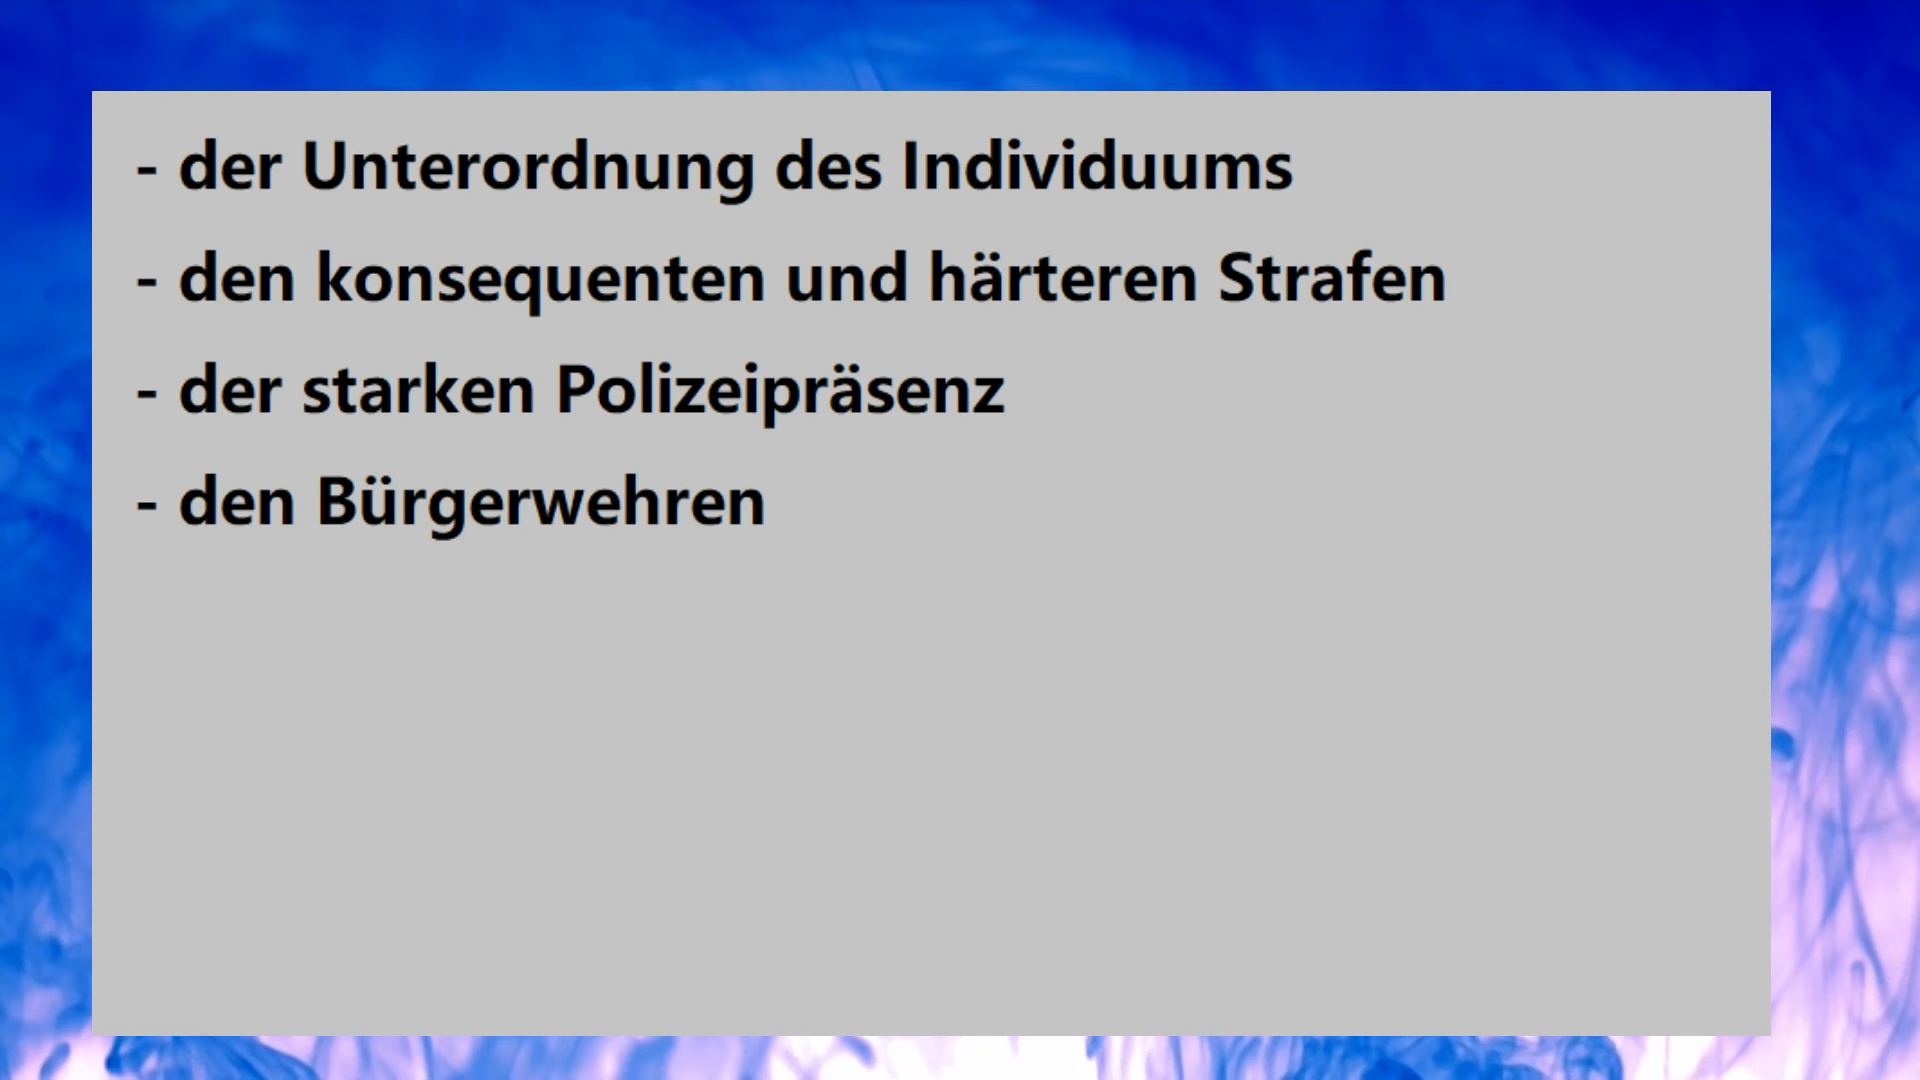 - der Unterordnung des Individuums
- den konsequenten und härteren Strafen
- der starken Polizeipräsenz
- den Bürgerwehren